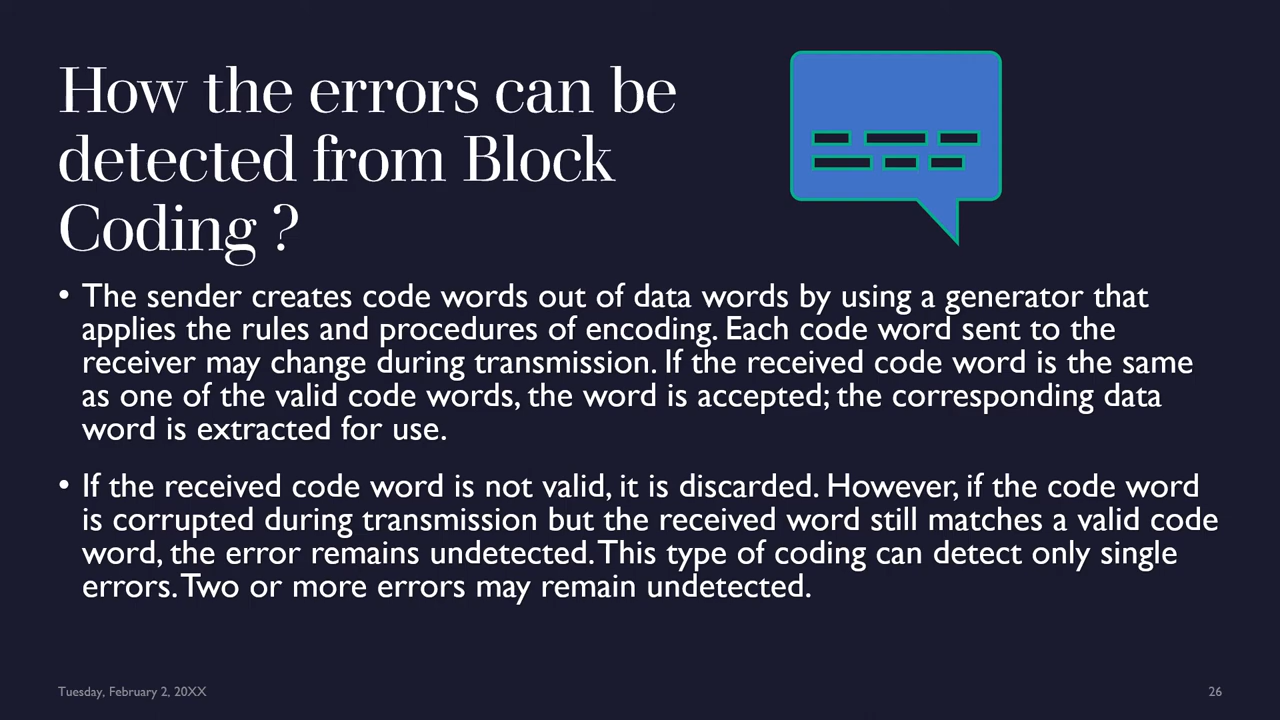 How the errors can be
detected from Block
Coding ?
• The sender creates code words out of data words by using a generator that
applies the rules and procedures of encoding. Each code word sent to the
receiver may change during transmission. If the received code word is the same
as one of the valid code words, the word is accepted; the corresponding data
word is extracted for use.
• If the received code word is not valid, it is discarded. However, if the code word
is corrupted during transmission but the received word still matches a valid code
word, the error remains undetected. This type of coding can detect only single
errors. Two or more errors may remain undetected.
Tuesday, February 2, 20XX
26